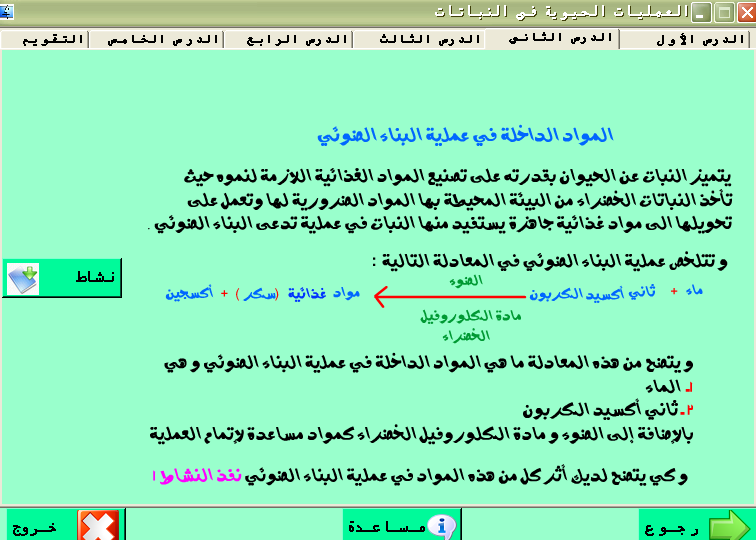 العمليات الحيوية في النباتات
الدرس الأول الدرس الثاني الدرس الثالث الدرس الرابع الدرس الخامس التقويم
المواد الداخلة في عملية البناء الضوئي
يتميز النبات عن الحيوان بقدرته على تصنيع المواد الغذائية اللازمة لنموه حيث
تأخذ النباتات الخضراء من البيئة المحيطة بها المواد الضرورية لها وتعمل على
تحويلها الى مواد غذائية جاهزة يستفيد منها النبات في عملية تدعى البناء الضوئي .
و تتلخص عملية البناء الضوئي في المعادلة التالية :
الضوء
ماء + ثاني أكسيد الكربون مواد غذائية (سكر) + أكسجين
مادة الكلوروفيل
الخضراء
نشاط
و يتضح من هذه المعادلة ما هي المواد الداخلة في عملية البناء الضوئي و هي
١ـ الماء
٢ـ ثاني أكسيد الكربون
بالإضافة إلى الضوء و مادة الكلوروفيل الخضراء كمواد مساعدة لإتمام العملية
و كي يتضح لديك أثر كل من هذه المواد في عملية البناء الضوئي نفذ النشاط ١
رجوع مساعدة خروج